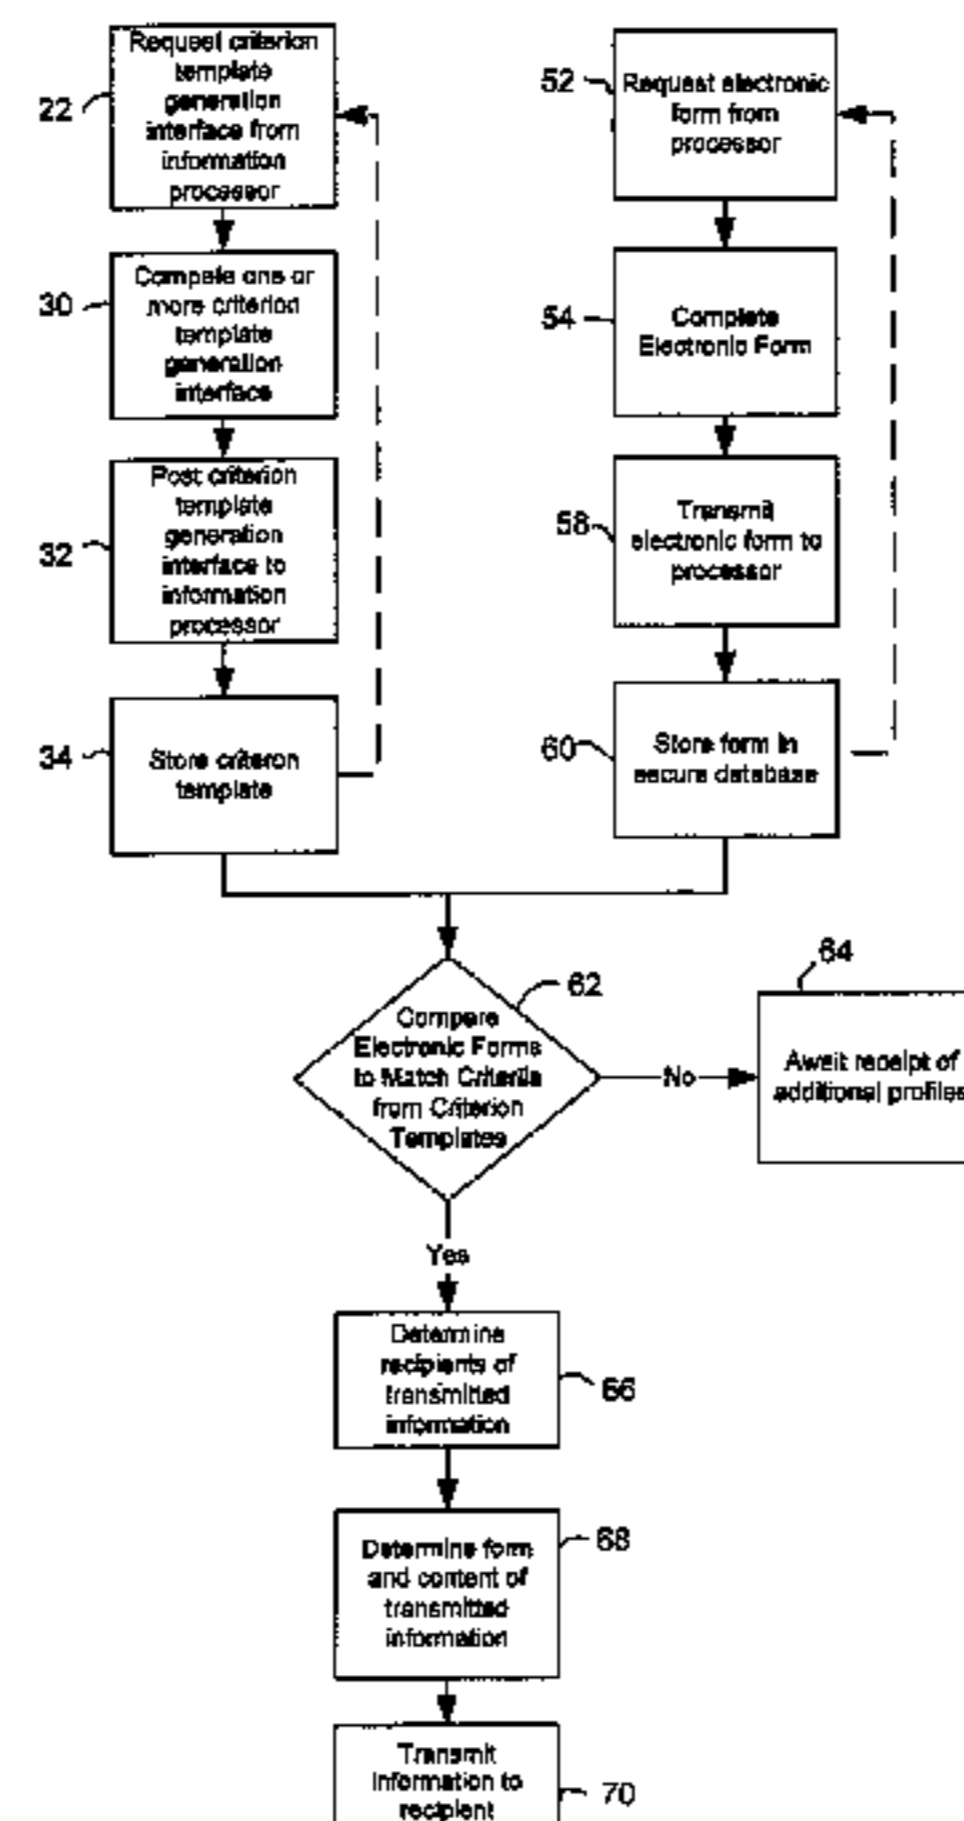 Request criterion
template
generation
interface from
information
processor
22
Compete one or
more criterion
template
generation
interface
30
Post criterion
template
generation
interface to
information
processor
32
Store criteron
template
34
52
Request electronic
form from
processor
54
Complete
Electronic Form
58
Transmit
electronic form to
processor
60
Store form in
secure database
62
Compare
Electronic Forms
to Match Criteria
from Criterion
Templates
No
64
Await receipt of
additional profiles
Yes
Determine
recipients of
transmitted
information
66
Determine form
and content of
transmitted
information
68
Transmit
information to
recipient
70